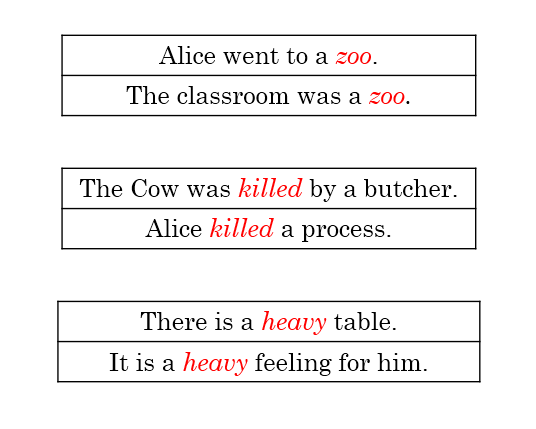 Alice went to a zoo.
The classroom was a zoo.
The Cow was killed by a butcher.
Alice killed a process.
There is a heavy table.
It is a heavy feeling for him.